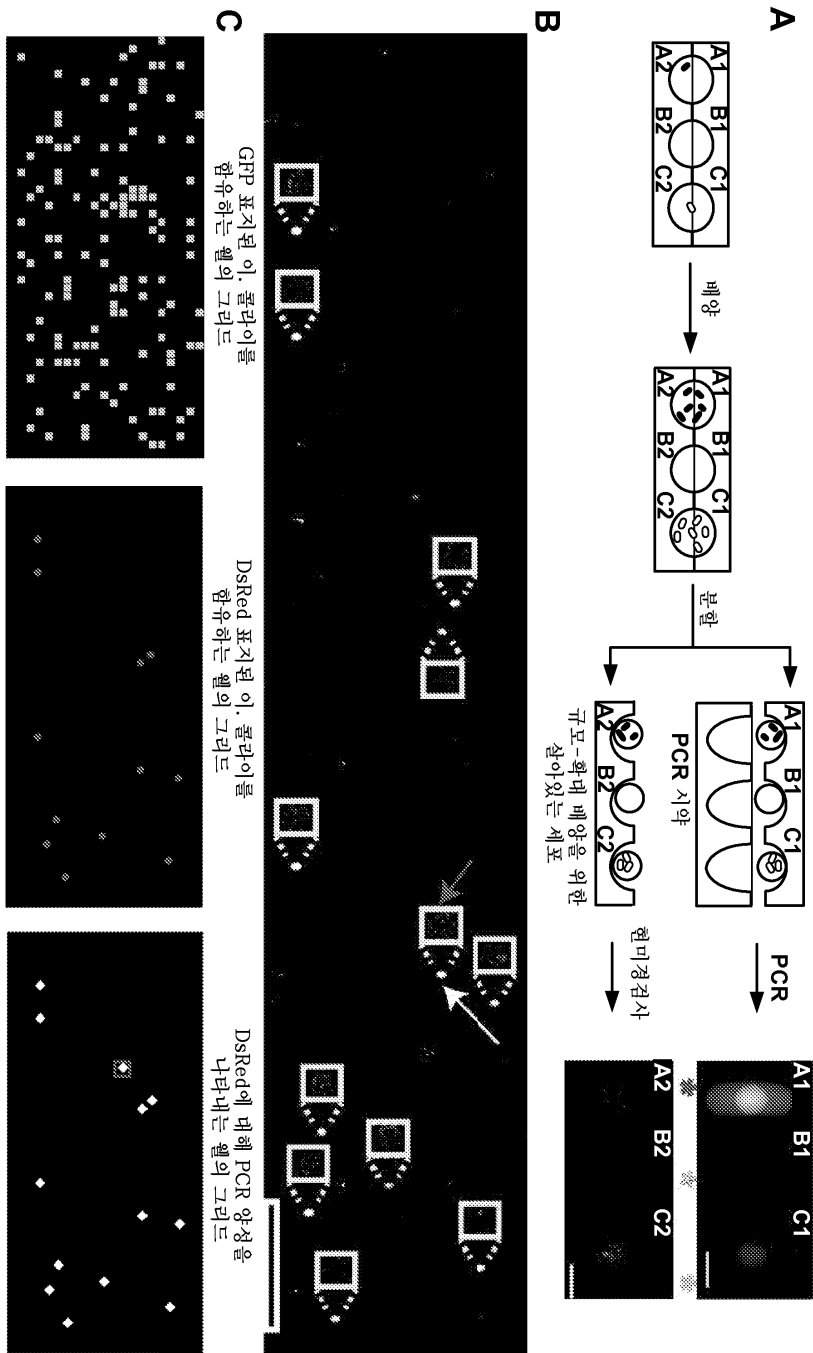 A
A1 B1 C1
A2 B2 C2
배양
A1 B1 C1
A2 B2 C2
분할
A1 B1 C1
PCR 시약
A2 B2 C2
규모-확대 배양을 위한
살아있는 세포
PCR
현미경검사
A1 B1 C1
A2 B2 C2
B
C
GFP 표지된 이. 콜라이를
함유하는 웰의 그리드
DsRed 표지된 이. 콜라이를
함유하는 웰의 그리드
DsRed에 대해 PCR 양성을
나타내는 웰의 그리드